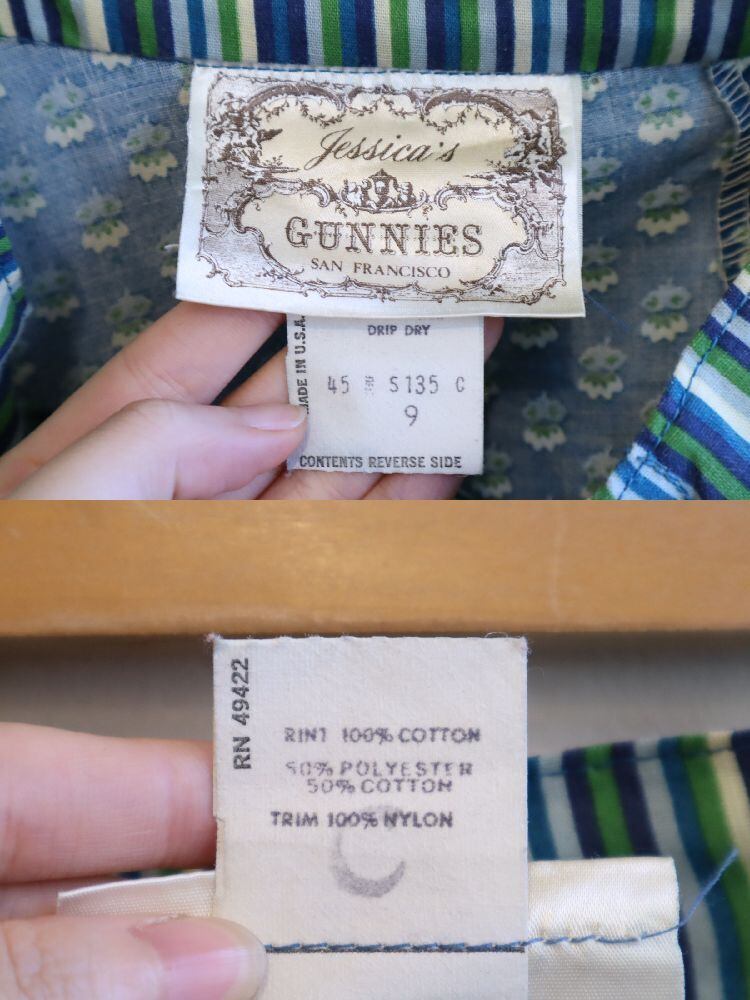 Jessica's
GUNNIES
SAN FRANCISCO
MADE IN U.S.A.
DRIP DRY
45 S135 C
9
CONTENTS REVERSE SIDE
RN 49422
RINT 100% COTTON
50% POLYESTER
50% COTTON
TRIM 100% NYLON
C